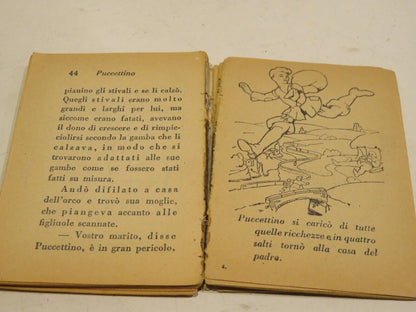 44 Puccettino
pianino gli stivali e se li calzò.
Quegli stivali erano molto
grandi e larghi per lui, ma
siccome erano fatati, avevano
il dono di crescere e di rimpic-
ciolirsi secondo la gamba che li
calzava, in modo che si
trovarono adattati alle sue
gambe come se fossero stati
fatti su misura.
Andò difilato a casa
dell'orco e trovò sua moglie,
che piangeva accanto alle
figliuole scannate.
— Vostro marito, disse
Puccettino, è in gran pericolo.
Puccettino si caricò di tutte
quelle ricchezze e in quattro
salti tornò alla casa del
padre.
4.